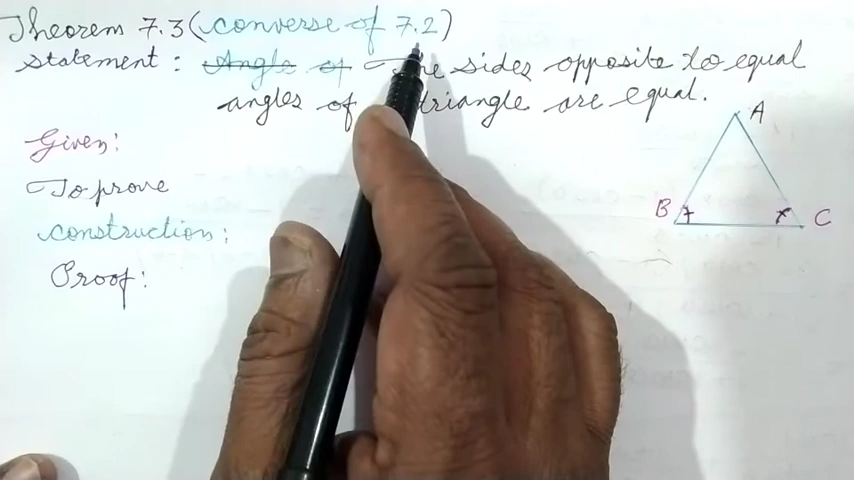 Theorem 7.3 (converse of 7.2)
statement: Angle of The sides opposite to equal
angles of triangle are equal.
Given:
To prove
construction:
Proof:
A
B
C